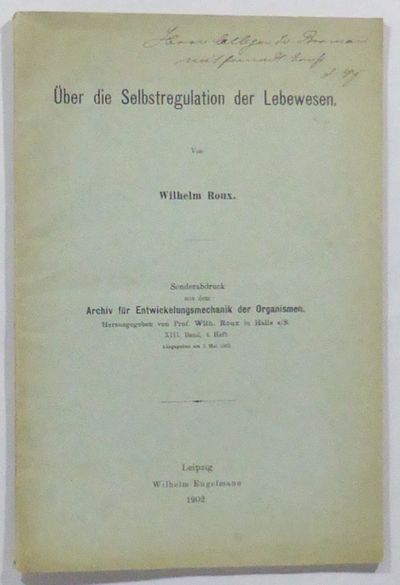 Über die Selbstregulation der Lebewesen.
Von
Wilhelm Roux.
Sonderabdruck
aus dem
Archiv für Entwickelungsmechanik der Organismen.
Herausgegeben von Prof. Wilh. Roux in Halle a/S.
XIII. Band, 4. Heft.
Leipzig
Wilhelm Engelmann
1902.